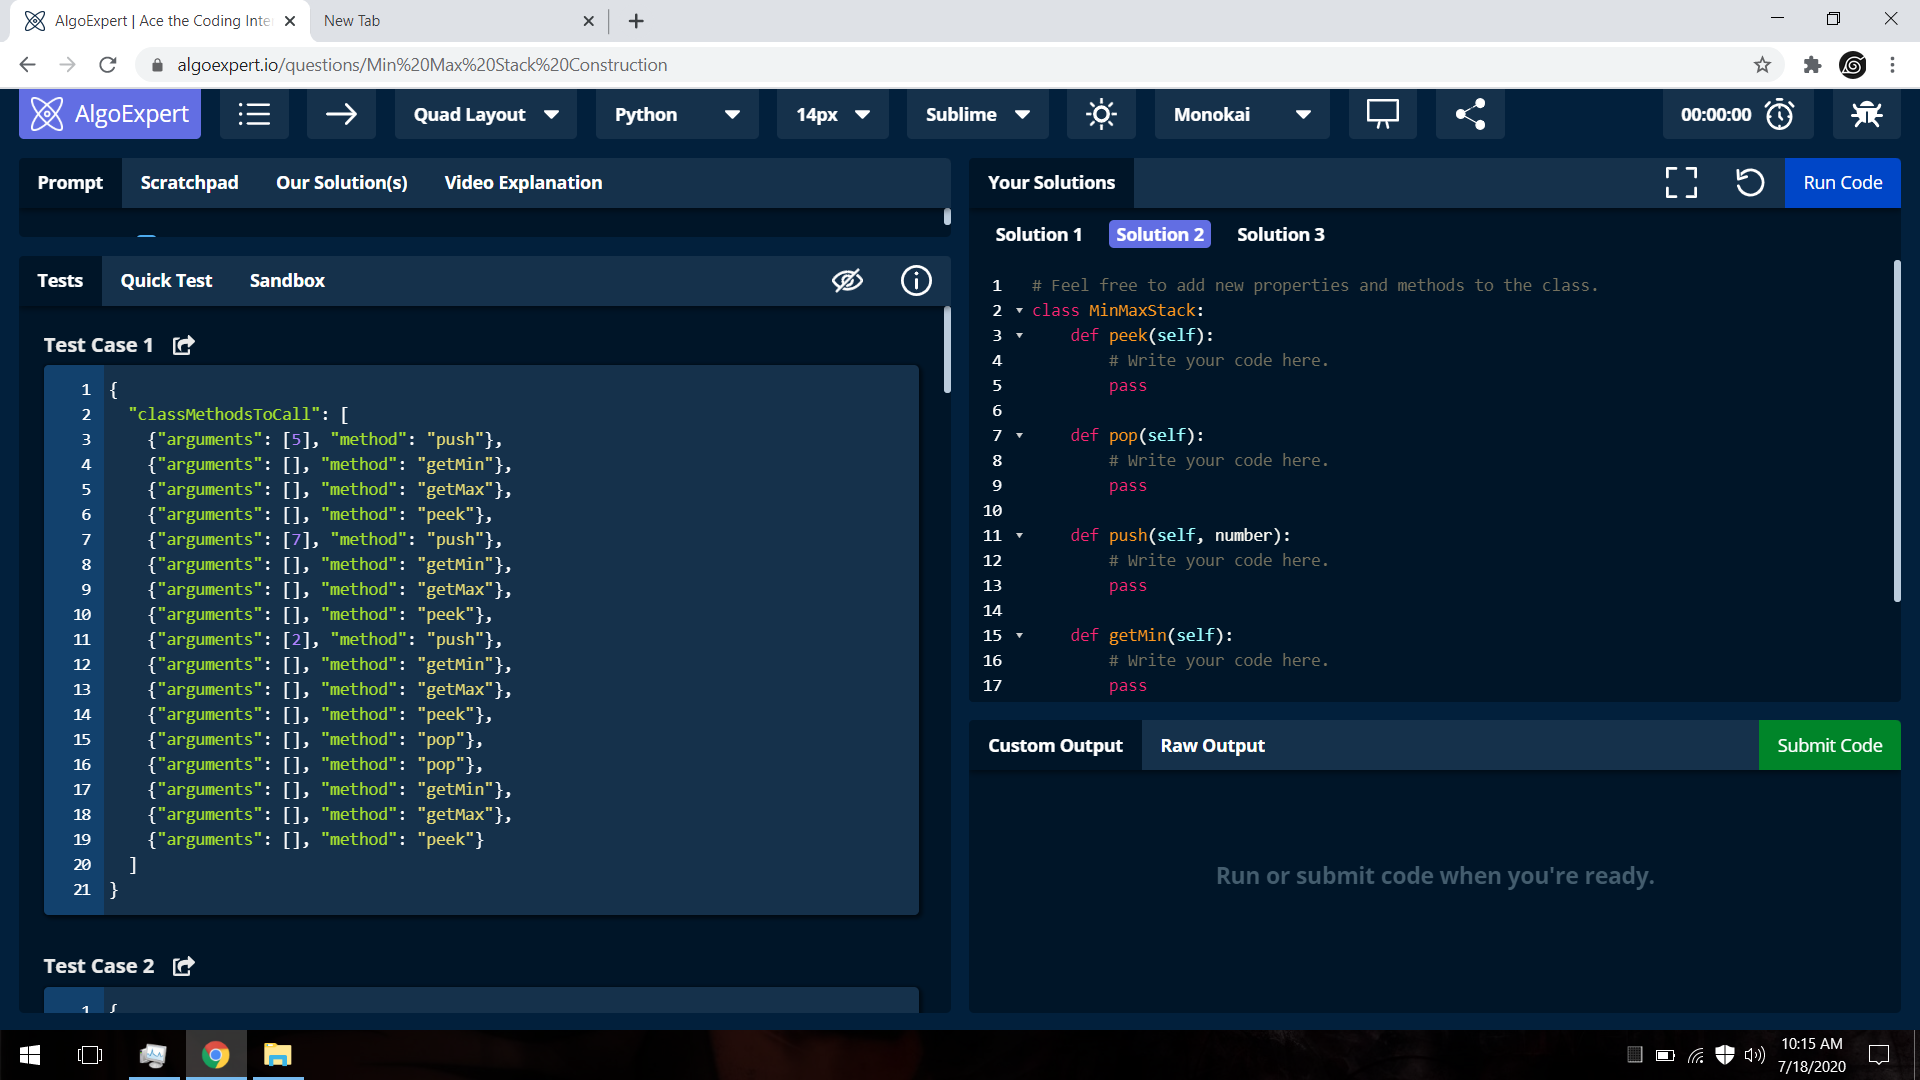 AlgoExpert | Ace the Coding Inte
New Tab
algoexpert.io/questions/Min%20Max%20Stack%20Construction
AlgoExpert
Quad Layout
Python
14px
Sublime
Monokai
00:00:00
Prompt
Scratchpad
Our Solution(s)
Video Explanation
Tests
Quick Test
Sandbox
Test Case 1
1 {
2 "classMethodsToCall": [
3 {"arguments": [5], "method": "push"},
4 {"arguments": [], "method": "getMin"},
5 {"arguments": [], "method": "getMax"},
6 {"arguments": [], "method": "peek"},
7 {"arguments": [7], "method": "push"},
8 {"arguments": [], "method": "getMin"},
9 {"arguments": [], "method": "getMax"},
10 {"arguments": [], "method": "peek"},
11 {"arguments": [2], "method": "push"},
12 {"arguments": [], "method": "getMin"},
13 {"arguments": [], "method": "getMax"},
14 {"arguments": [], "method": "peek"},
15 {"arguments": [], "method": "pop"},
16 {"arguments": [], "method": "pop"},
17 {"arguments": [], "method": "getMin"},
18 {"arguments": [], "method": "getMax"},
19 {"arguments": [], "method": "peek"}
20 ]
21 }
Test Case 2
1 {
Your Solutions
Run Code
Solution 1
Solution 2
Solution 3
1 # Feel free to add new properties and methods to the class.
2 class MinMaxStack:
3 def peek(self):
4 # Write your code here.
5 pass
6
7 def pop(self):
8 # Write your code here.
9 pass
10
11 def push(self, number):
12 # Write your code here.
13 pass
14
15 def getMin(self):
16 # Write your code here.
17 pass
Custom Output
Raw Output
Submit Code
Run or submit code when you're ready.
10:15 AM
7/18/2020